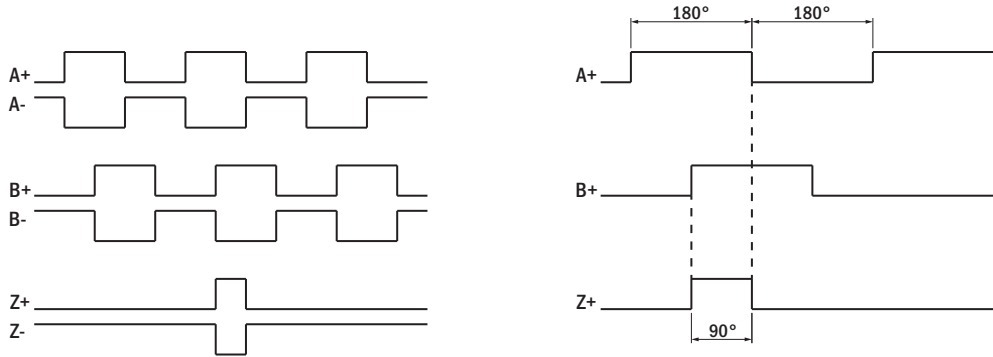 A+
A-
B+
B-
Z+
Z-
180° 180°
A+
B+
Z+
90°